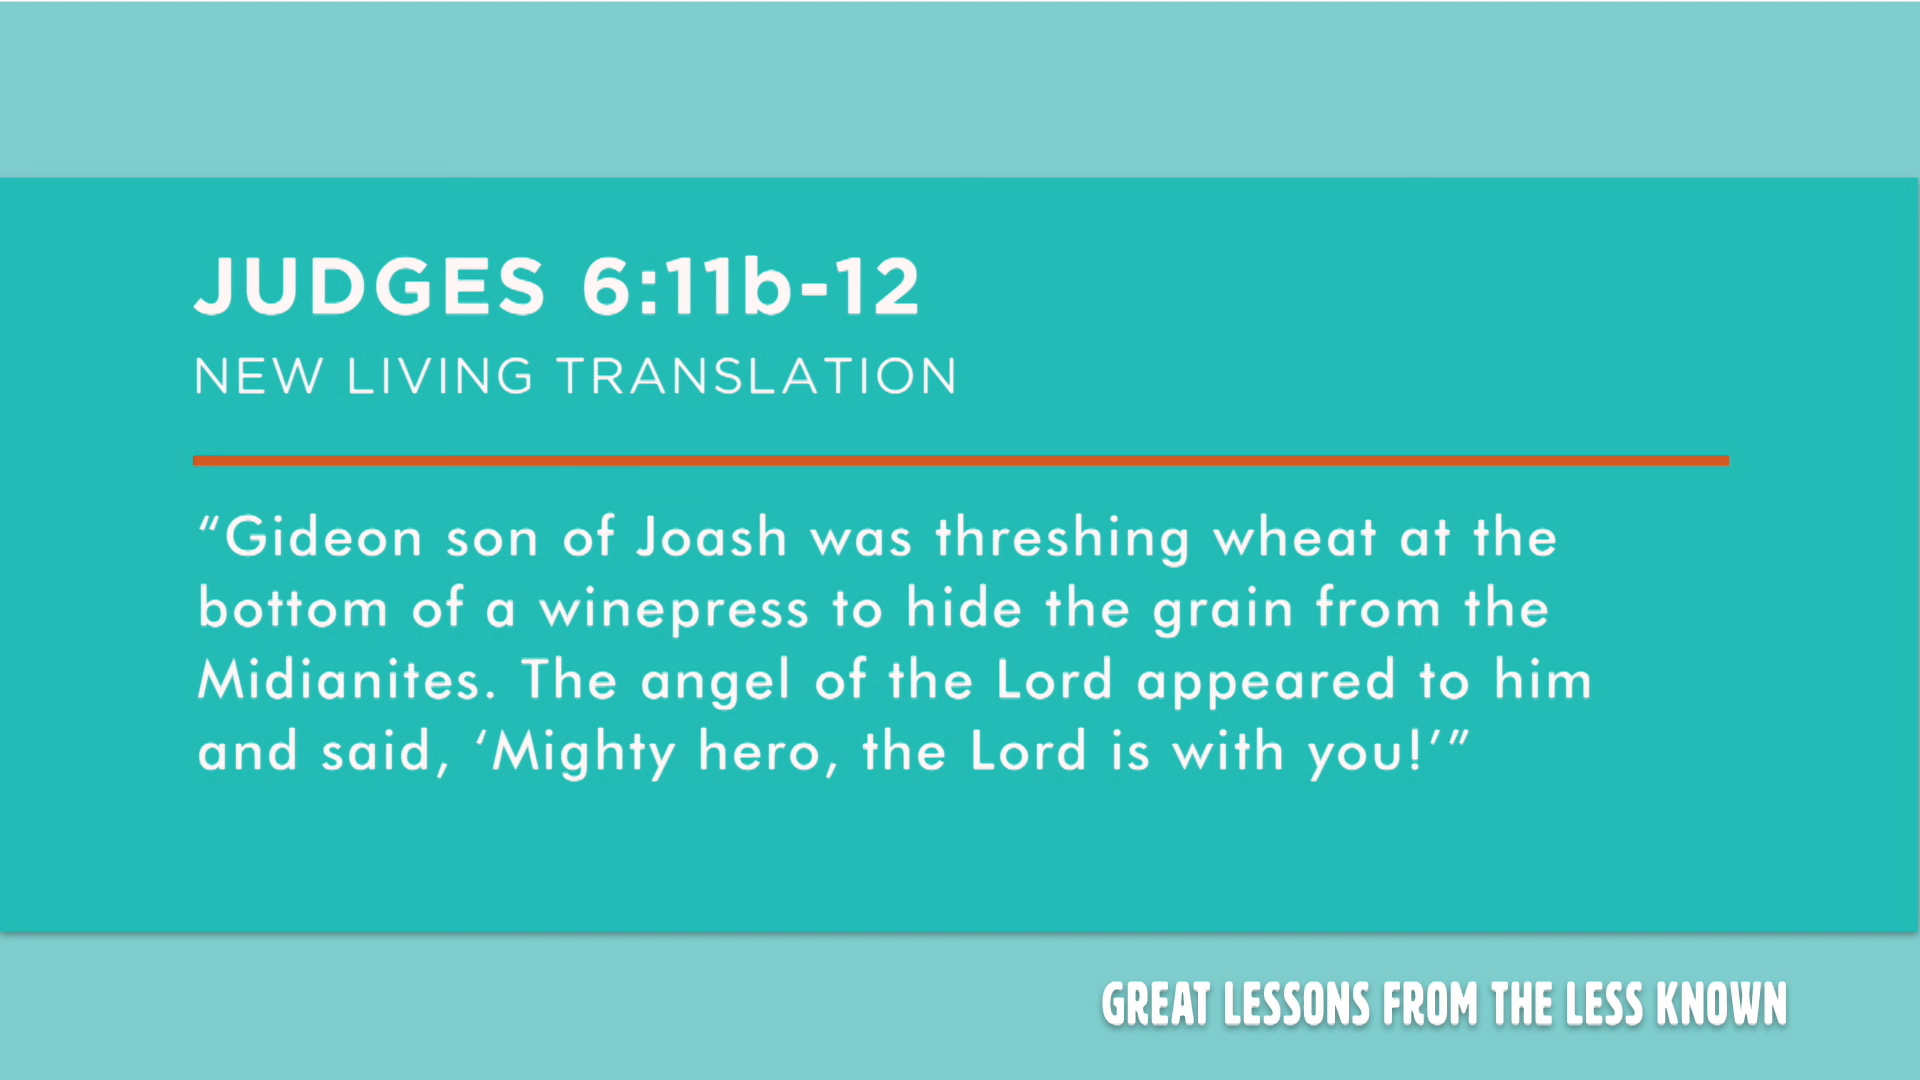 JUDGES 6:11b-12
NEW LIVING TRANSLATION
“Gideon son of Joash was threshing wheat at the
bottom of a winepress to hide the grain from the
Midianites. The angel of the Lord appeared to him
and said, ‘Mighty hero, the Lord is with you!’”
GREAT LESSONS FROM THE LESS KNOWN